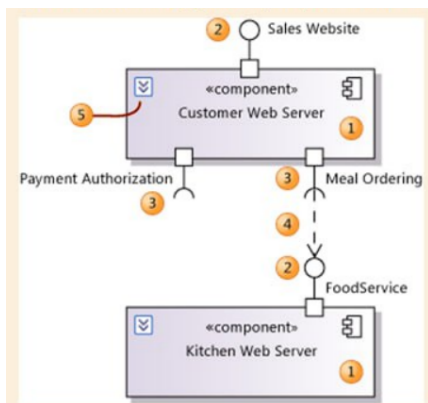 2 Sales Website
«component»
5 Customer Web Server 1
Payment Authorization 3 Meal Ordering
3
4
2
FoodService
«component»
Kitchen Web Server 1